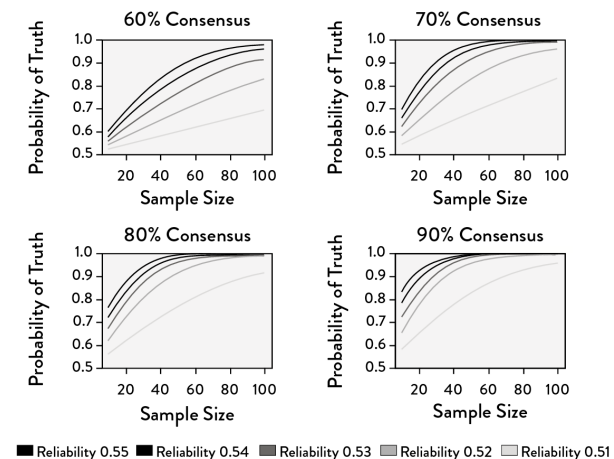 60% Consensus
Probability of Truth
1.0
0.9
0.8
0.7
0.6
0.5
20 40 60 80 100
Sample Size
70% Consensus
Probability of Truth
1.0
0.9
0.8
0.7
0.6
0.5
20 40 60 80 100
Sample Size
80% Consensus
Probability of Truth
1.0
0.9
0.8
0.7
0.6
0.5
20 40 60 80 100
Sample Size
90% Consensus
Probability of Truth
1.0
0.9
0.8
0.7
0.6
0.5
20 40 60 80 100
Sample Size
Reliability 0.55 Reliability 0.54 Reliability 0.53 Reliability 0.52 Reliability 0.51